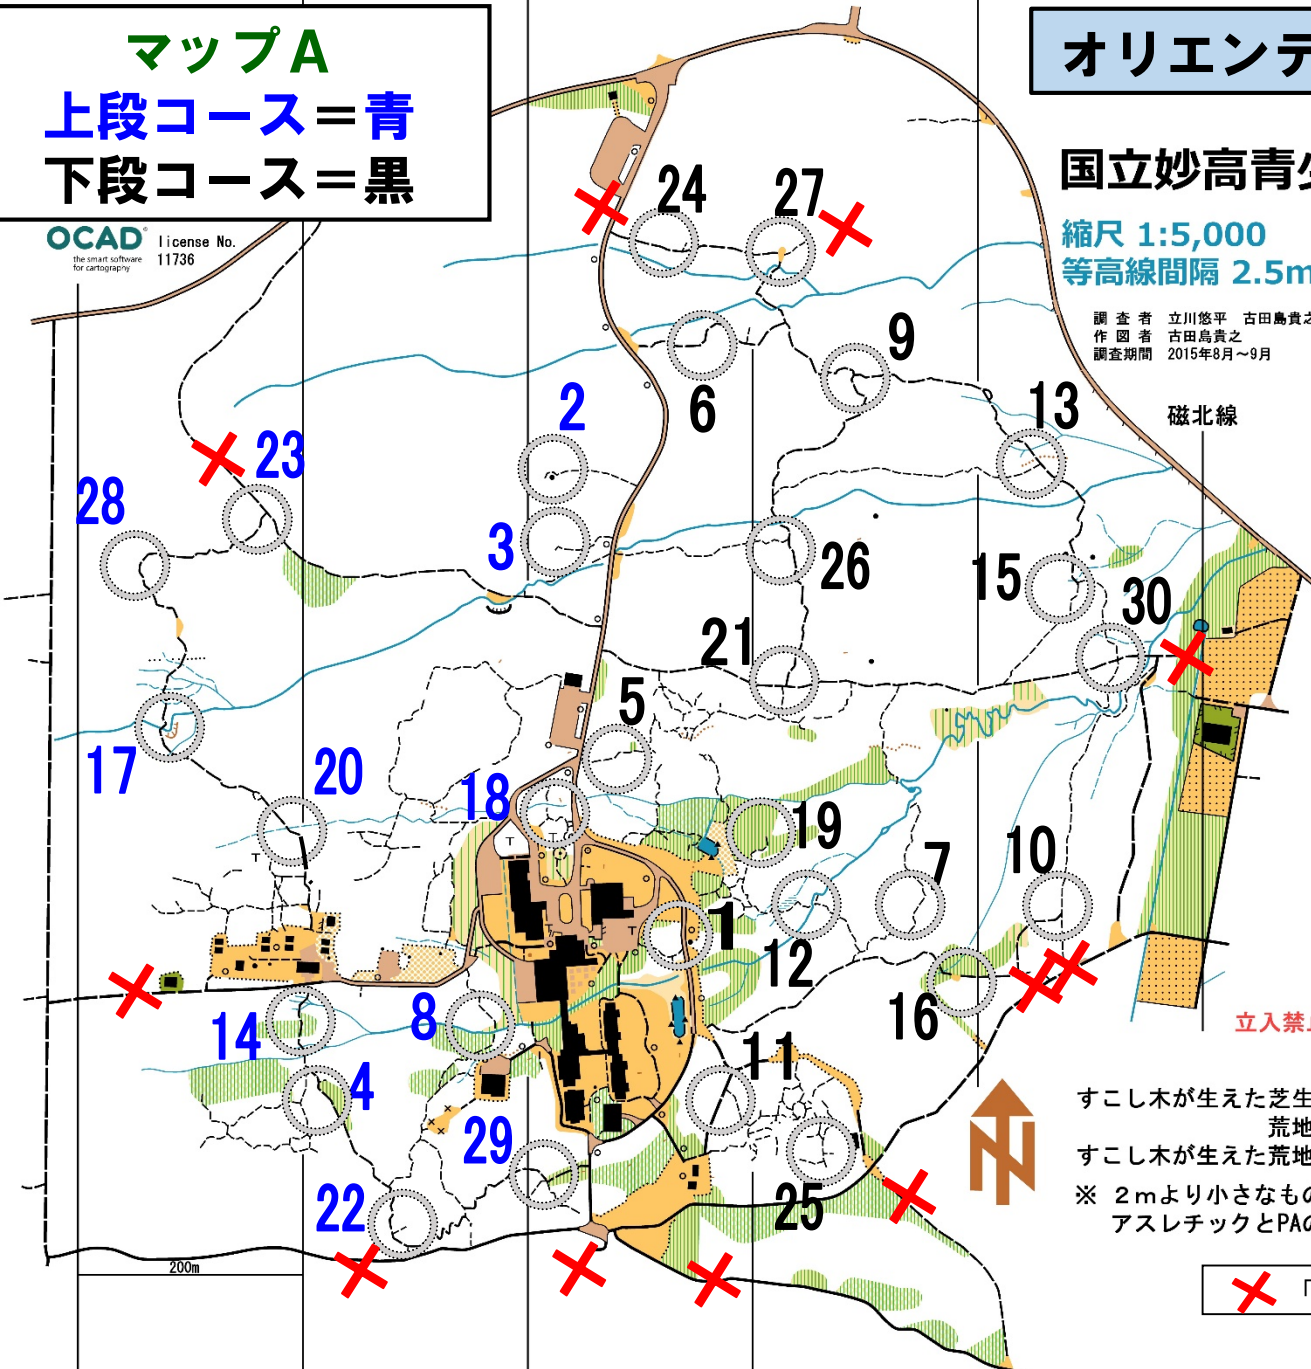 マップA
上段コース＝青
下段コース＝黒
オリエンテ
OCAD
the smart software
for cartography
license No.
11736
国立妙高青少
縮尺 1:5,000
等高線間隔 2.5m
調 査 者 立川悠平 古田島貴之
作 図 者 古田島貴之
調査期間 2015年8月～9月
磁北線
24
27
9
6
2
13
23
28
3
26
15
30
21
5
17
20
18
19
7
10
1
12
16
14
8
4
11
29
22
25
200m
立入禁止
すこし木が生えた芝生
荒地
すこし木が生えた荒地
※ 2mより小さなもの
アスレチックとPAの
「